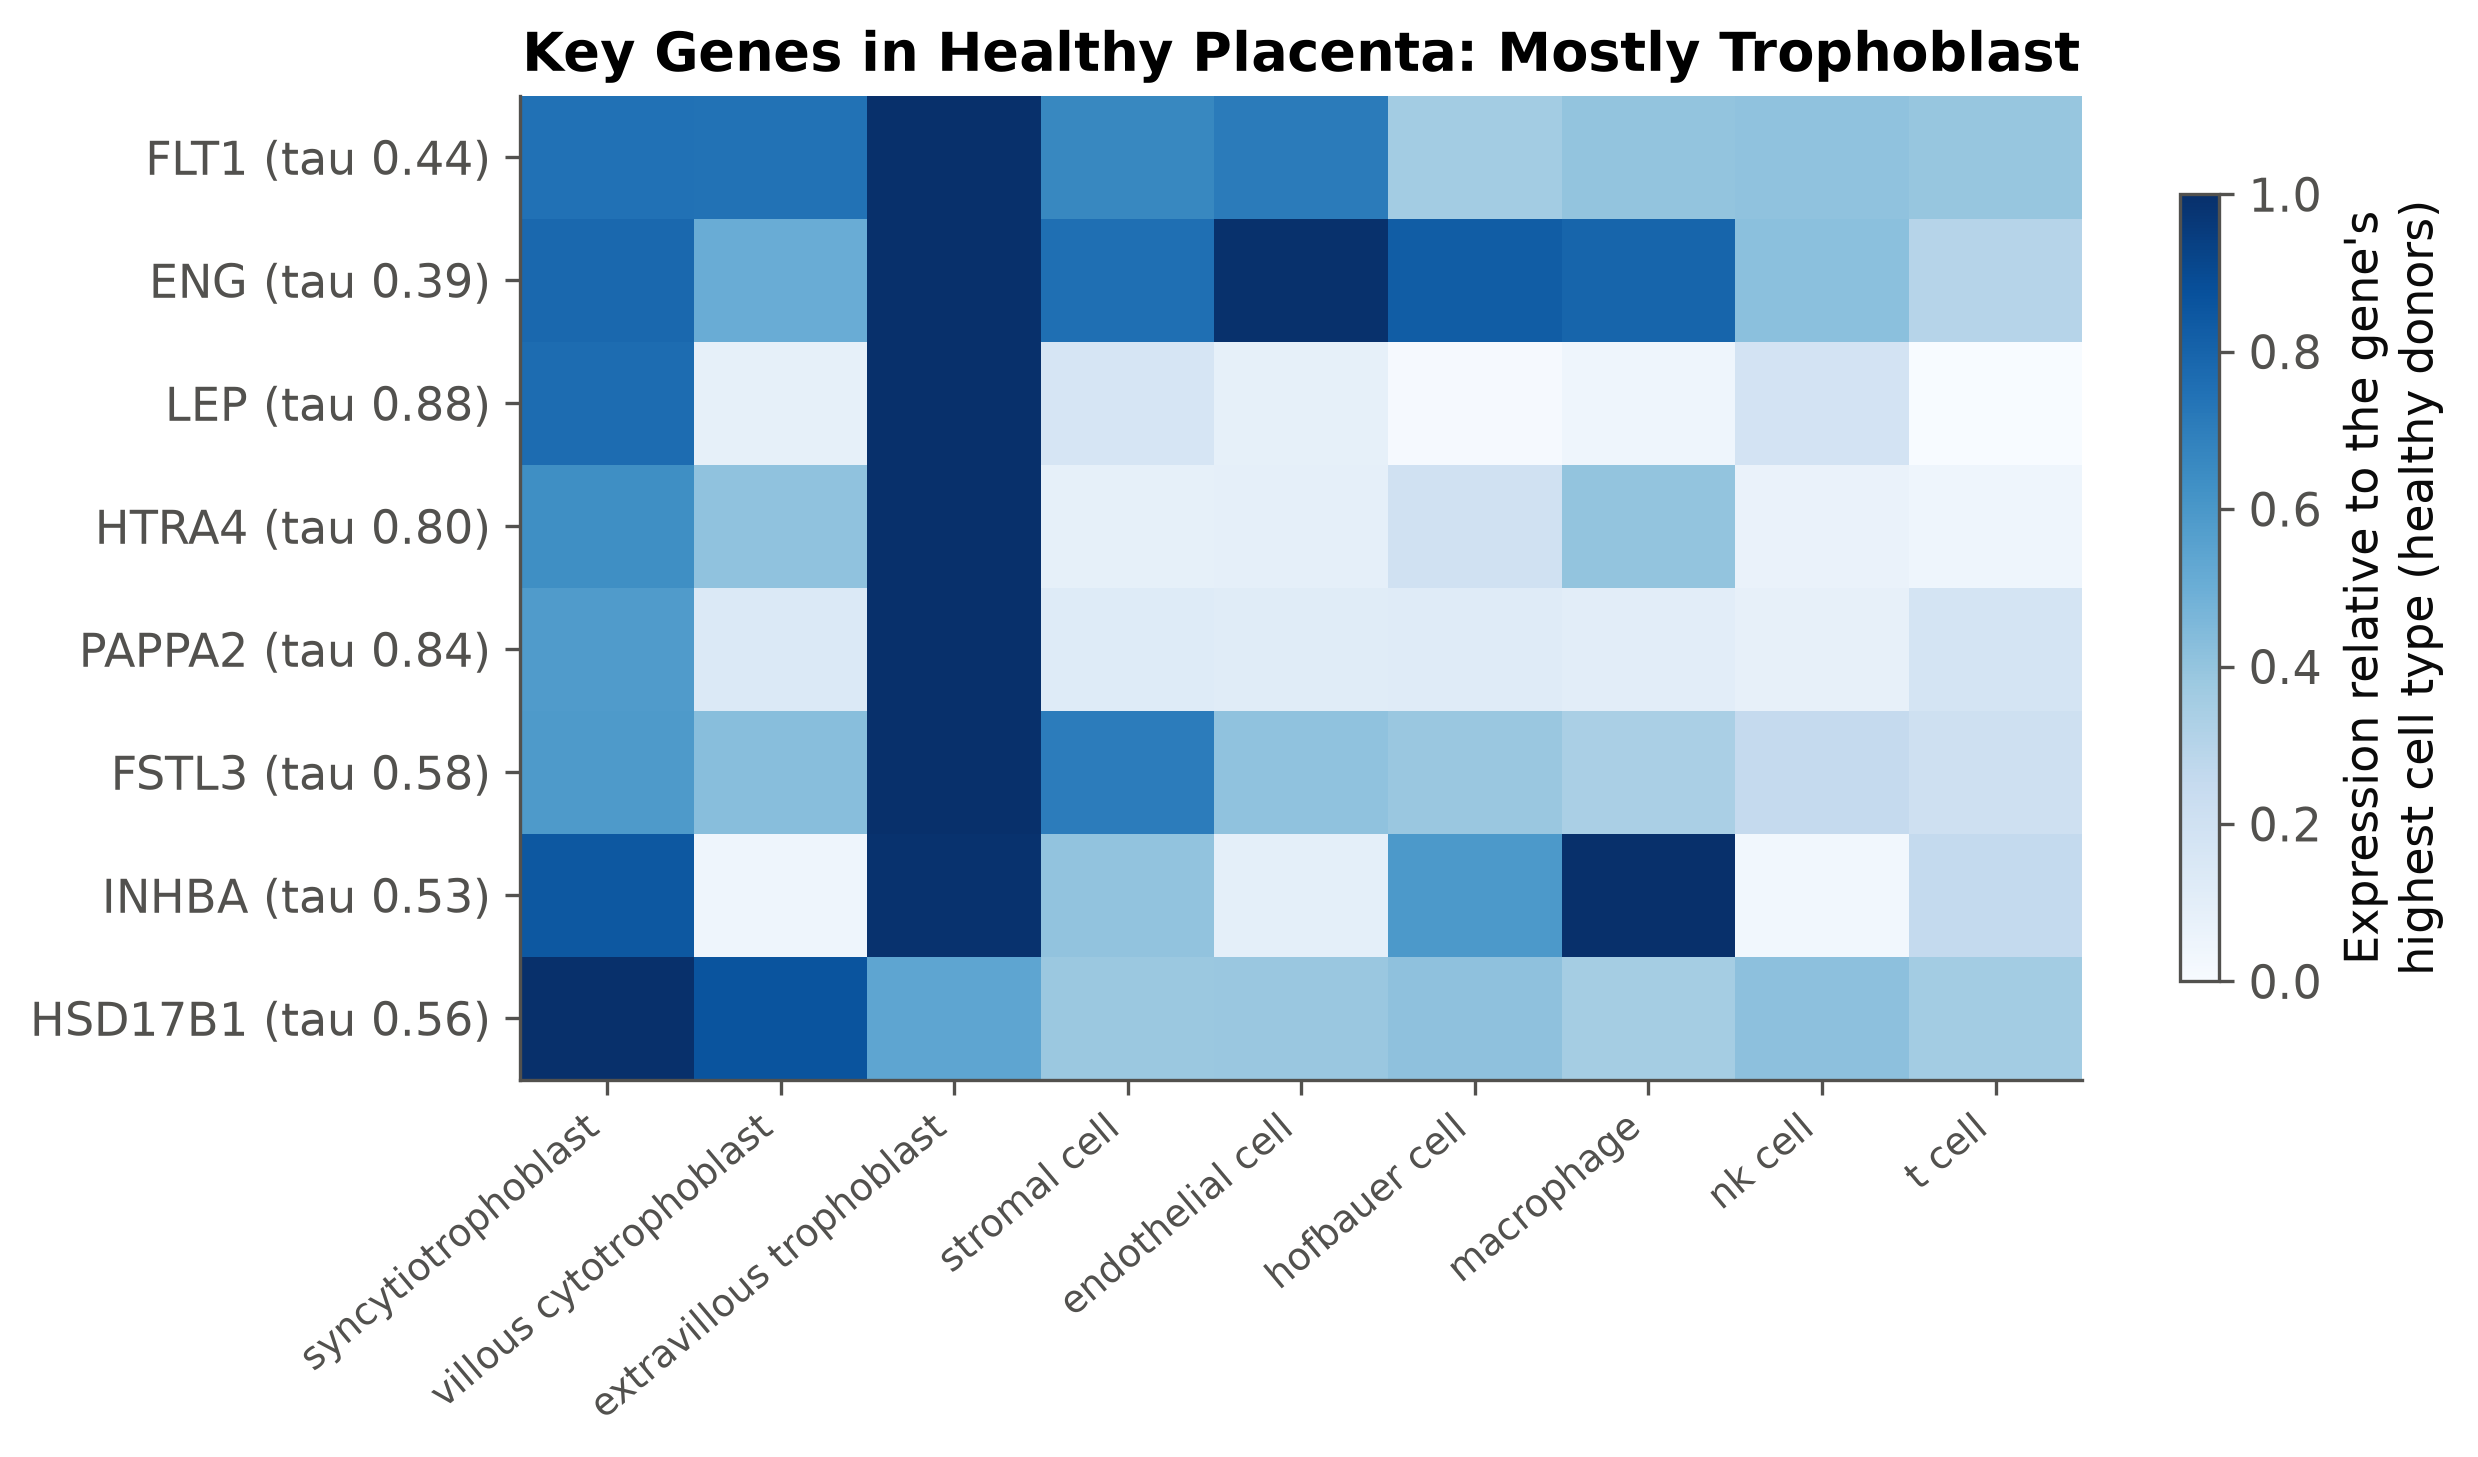 Key Genes in Healthy Placenta: Mostly Trophoblast
FLT1 (tau 0.44)
ENG (tau 0.39)
LEP (tau 0.88)
HTRA4 (tau 0.80)
PAPPA2 (tau 0.84)
FSTL3 (tau 0.58)
INHBA (tau 0.53)
HSD17B1 (tau 0.56)
syncytiotrophoblast
villous cytotrophoblast
extravillous trophoblast
stromal cell
endothelial cell
hofbauer cell
macrophage
nk cell
t cell
1.0
0.8
0.6
0.4
0.2
0.0
Expression relative to the gene's
highest cell type (healthy donors)